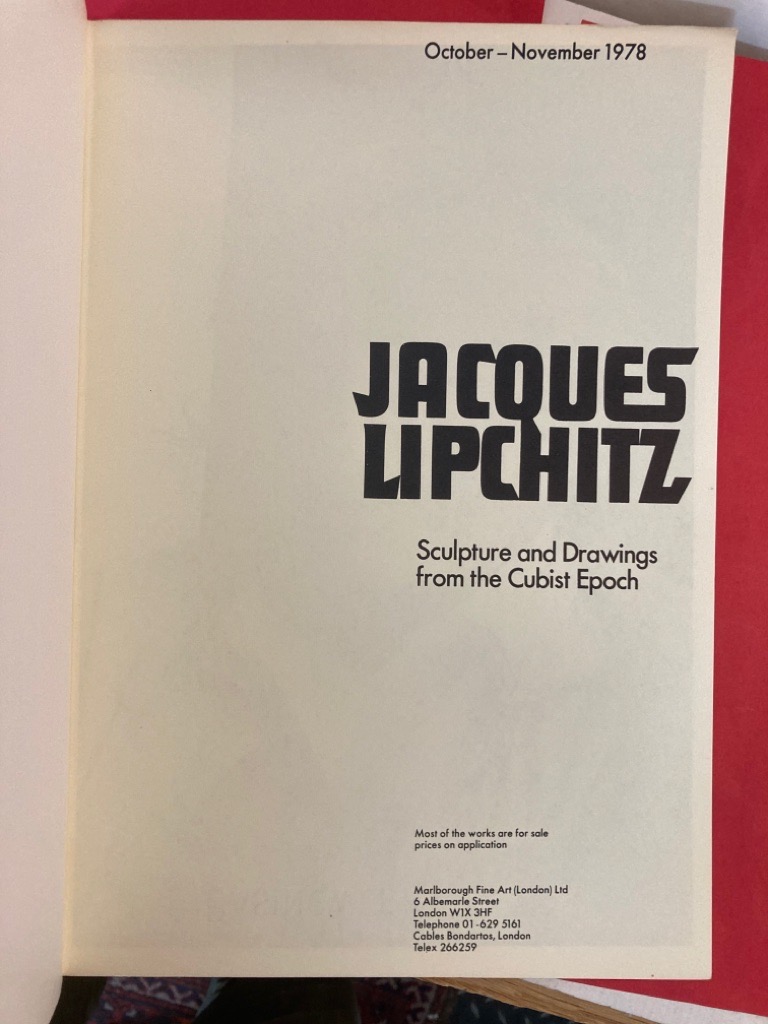 October – November 1978
JACQUES
LIPCHITZ
Sculpture and Drawings
from the Cubist Epoch
Most of the works are for sale
prices on application
Marlborough Fine Art (London) Ltd
6 Albemarle Street
London W1X 3HF
Telephone 01-629 5161
Cables Bondartos, London
Telex 266259